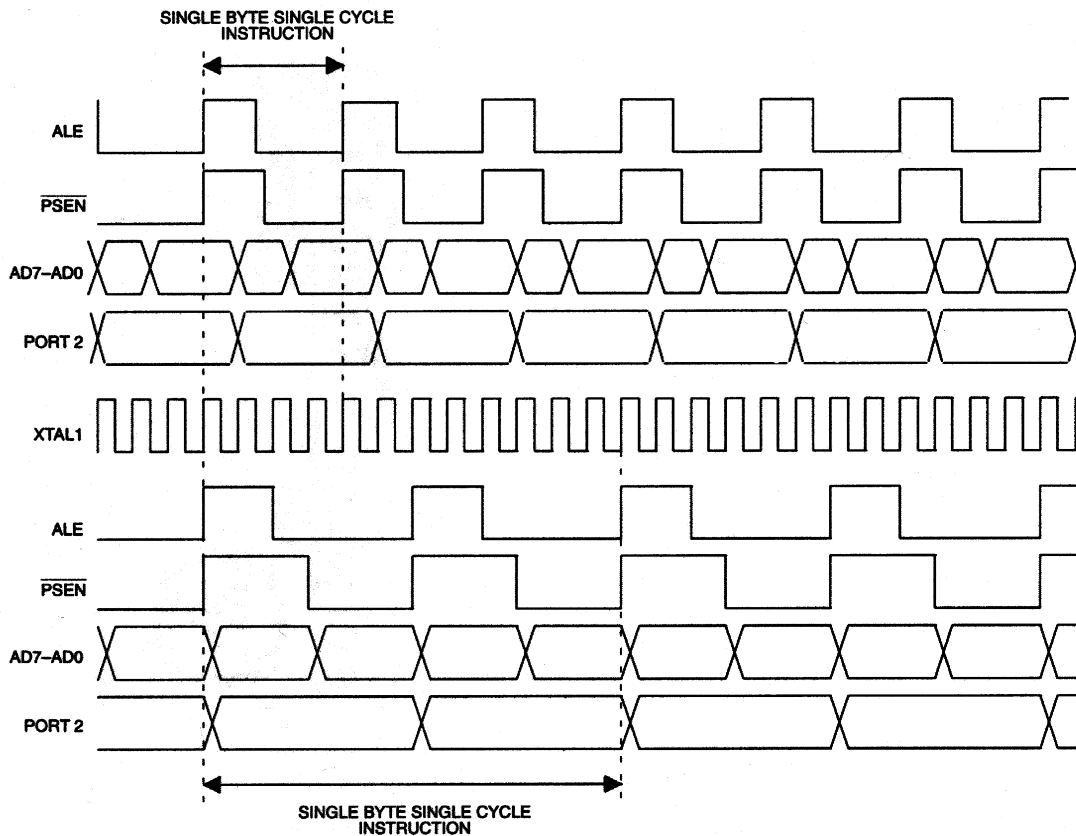 SINGLE BYTE SINGLE CYCLE
INSTRUCTION
ALE
PSEN
AD7–AD0
PORT 2
XTAL1
ALE
PSEN
AD7–AD0
PORT 2
SINGLE BYTE SINGLE CYCLE
INSTRUCTION